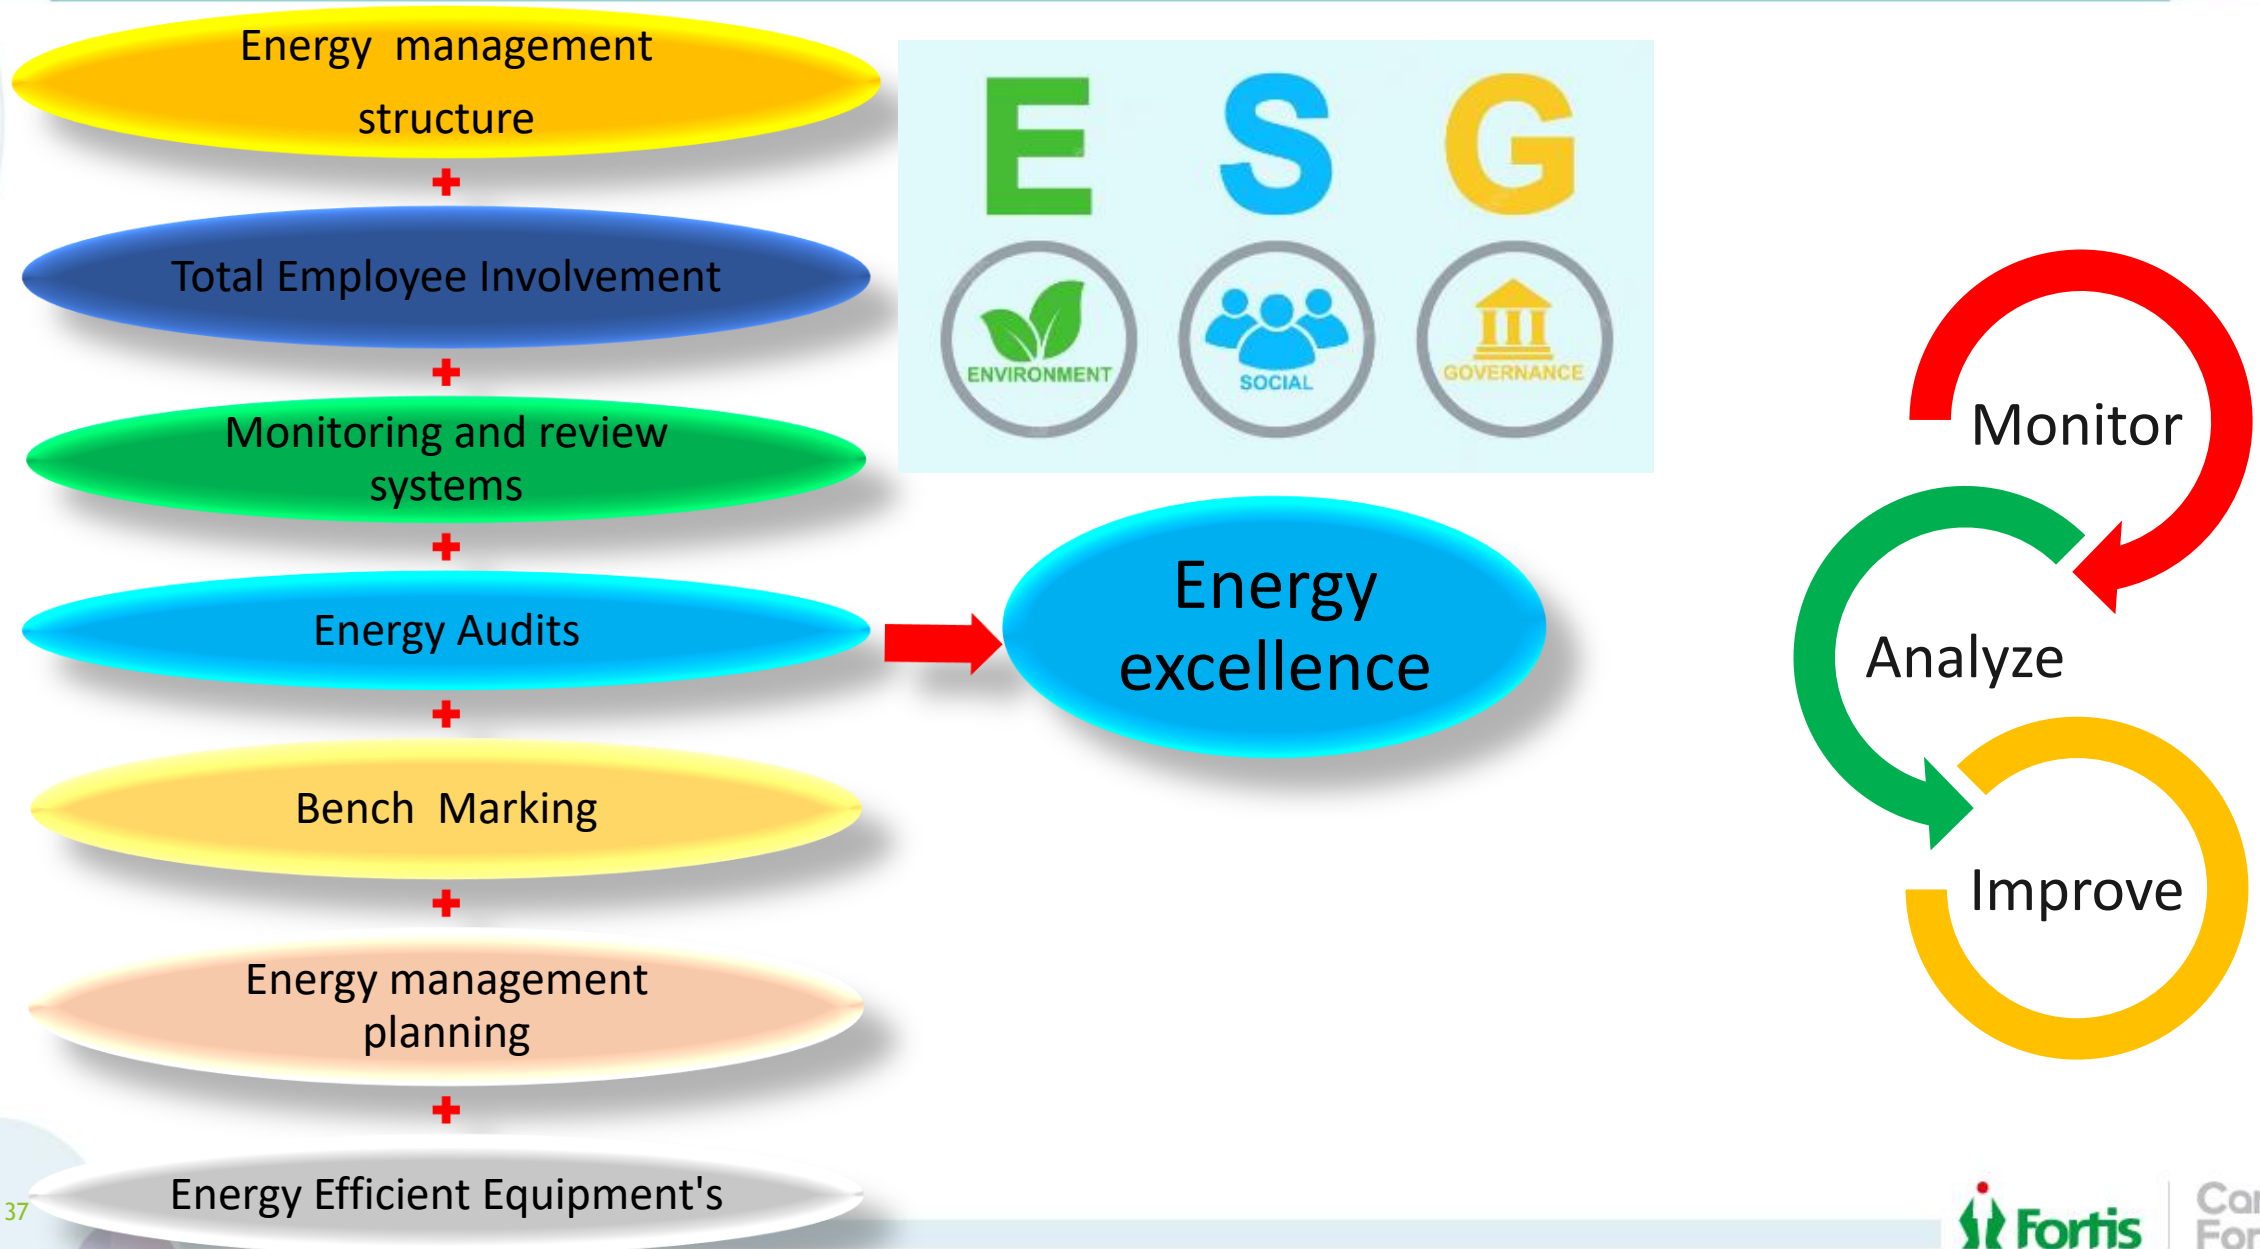 Energy  management
structure
Total Employee Involvement
Monitoring and review
systems
Energy Audits
Bench  Marking
Energy management
planning
Energy Efficient Equipment's
E S G
ENVIRONMENT SOCIAL GOVERNANCE
Energy
excellence
Monitor
Analyze
Improve
37
Fortis